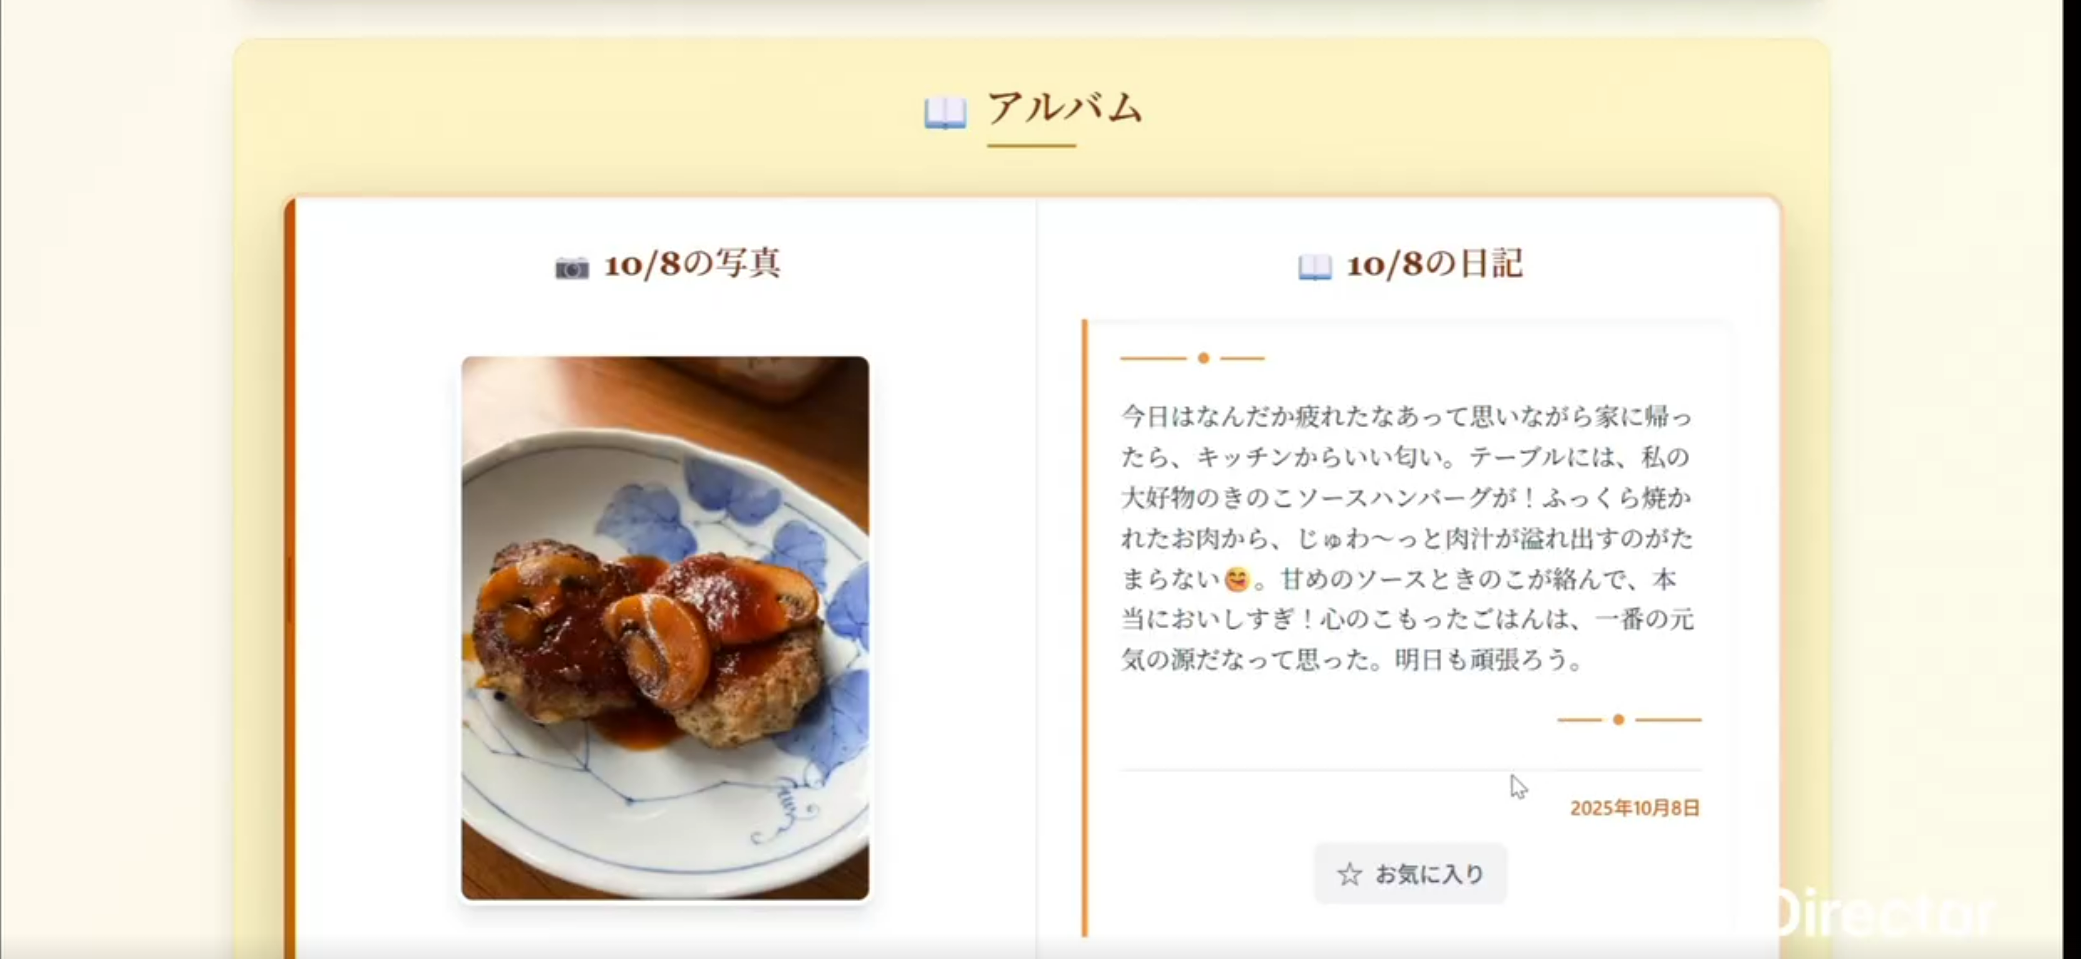 📖 アルバム
📷 10/8の写真
📖 10/8の日記
今日はなんだか疲れたなあって思いながら家に帰っ
たら、キッチンからいい匂い。テーブルには、私の
大好物のきのこソースハンバーグが！ふっくら焼か
れたお肉から、じゅわ〜っと肉汁が溢れ出すのがた
まらない😋。甘めのソースときのこが絡んで、本
当においしすぎ！心のこもったごはんは、一番の元
気の源だなって思った。明日も頑張ろう。
2025年10月8日
☆ お気に入り
Director